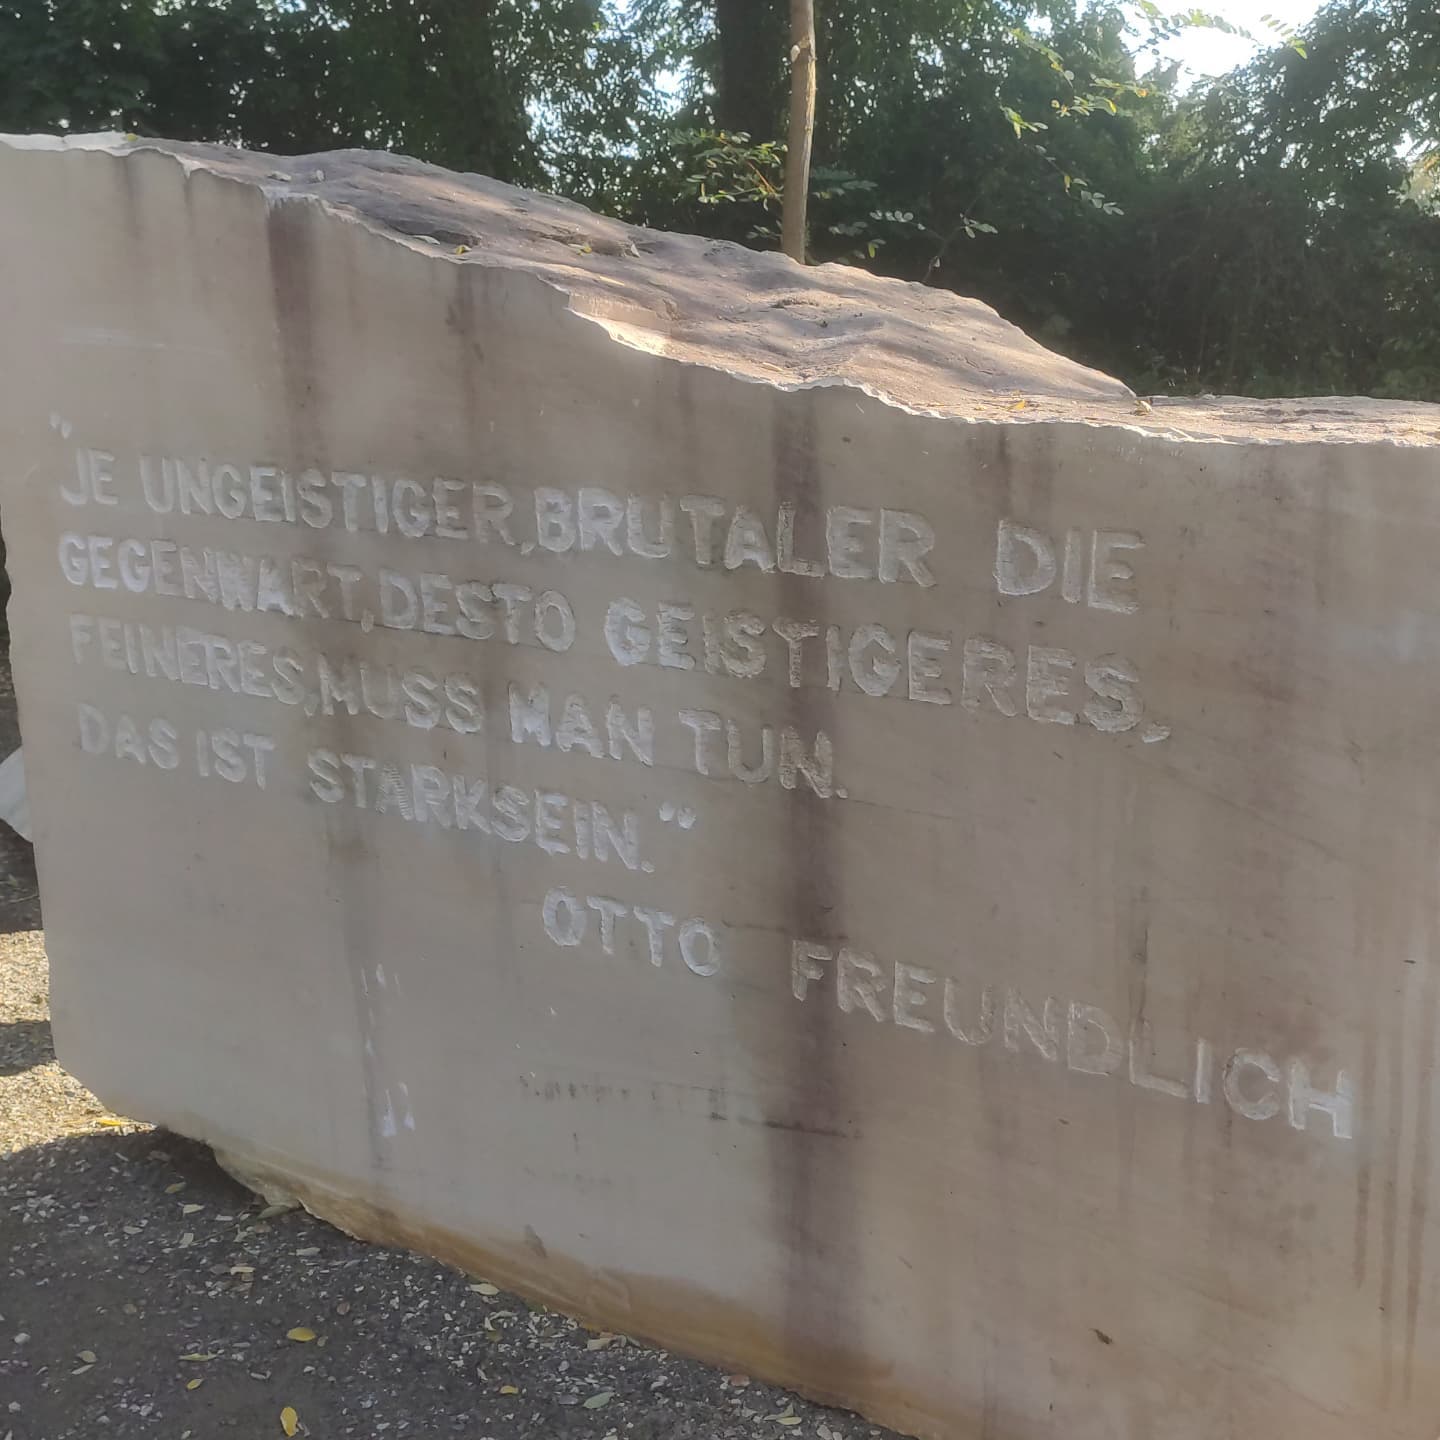 "JE UNGEISTIGER, BRUTALER DIE
GEGENWART, DESTO GEISTIGERES,
FEINERES, MUSS MAN TUN.
DAS IST STARKSEIN."
OTTO FREUNDLICH